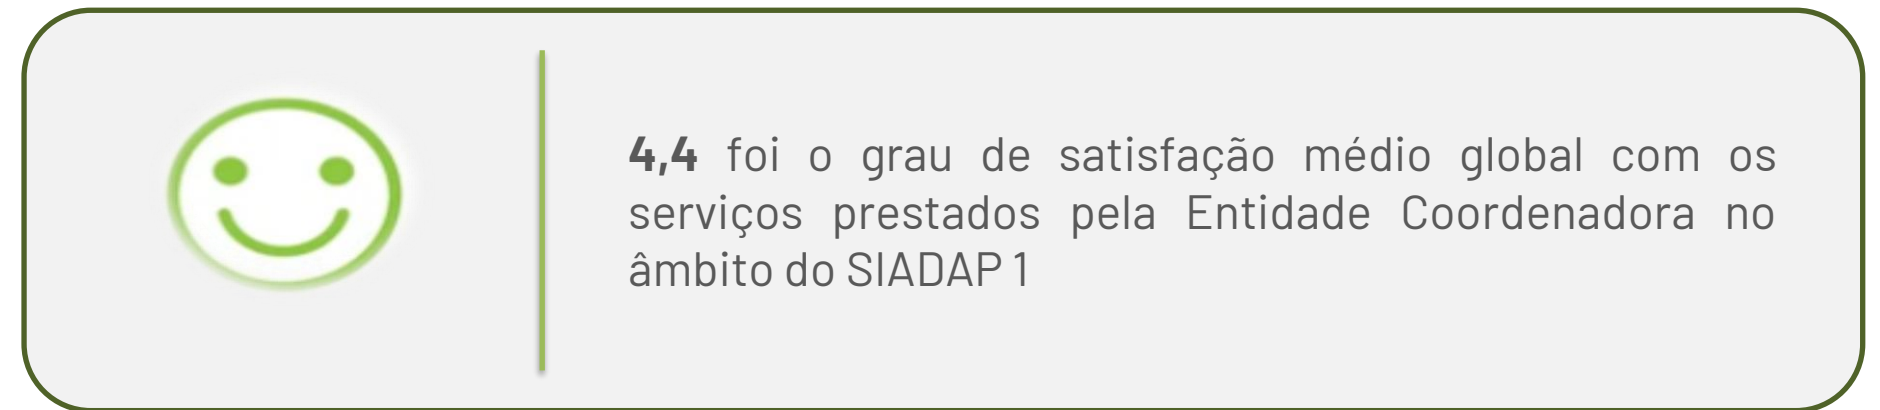 4,4 foi o grau de satisfação médio global com os
serviços prestados pela Entidade Coordenadora no
âmbito do SIADAP 1